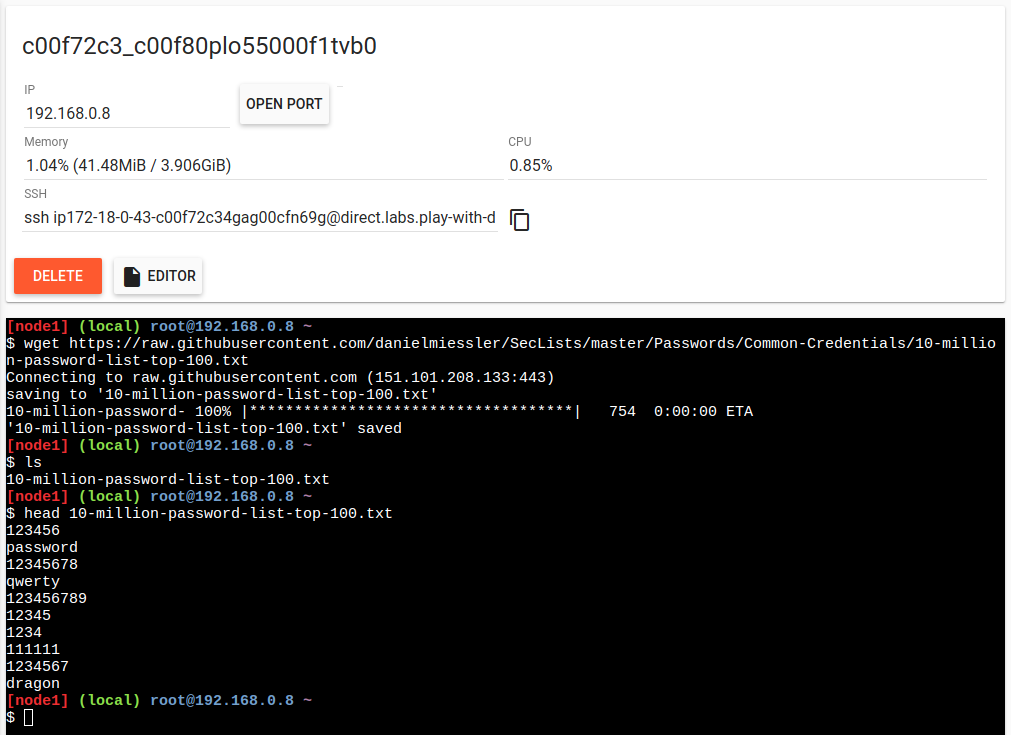 c00f72c3_c00f80plo55000f1tvb0
IP
192.168.0.8
OPEN PORT
Memory
1.04% (41.48MiB / 3.906GiB)
CPU
0.85%
SSH
ssh ip172-18-0-43-c00f72c34gag00cfn69g@direct.labs.play-with-d
DELETE
EDITOR
[node1] (local) root@192.168.0.8 ~
$ wget https://raw.githubusercontent.com/danielmiessler/SecLists/master/Passwords/Common-Credentials/10-millio
n-password-list-top-100.txt
Connecting to raw.githubusercontent.com (151.101.208.133:443)
saving to '10-million-password-list-top-100.txt'
10-million-password- 100% |************************************|   754  0:00:00 ETA
'10-million-password-list-top-100.txt' saved
[node1] (local) root@192.168.0.8 ~
$ ls
10-million-password-list-top-100.txt
[node1] (local) root@192.168.0.8 ~
$ head 10-million-password-list-top-100.txt
123456
password
12345678
qwerty
123456789
12345
1234
111111
1234567
dragon
[node1] (local) root@192.168.0.8 ~
$